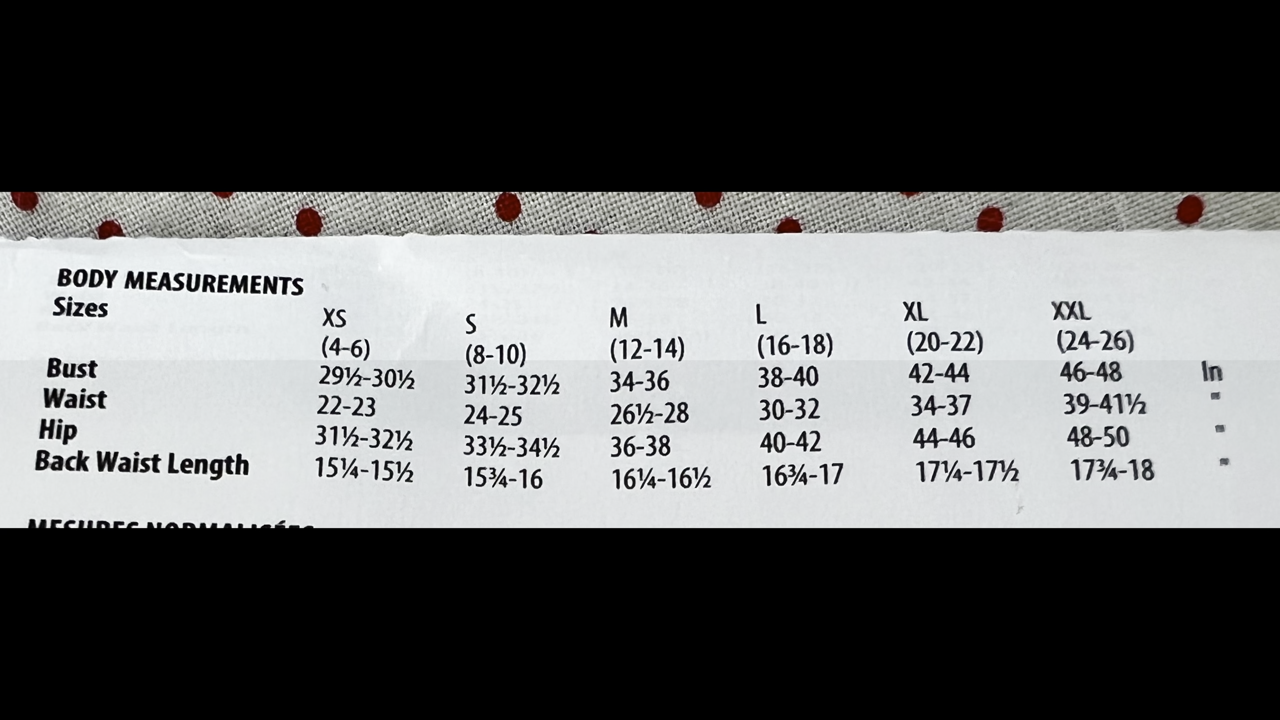 BODY MEASUREMENTS
Sizes XS S M L XL XXL
(4-6) (8-10) (12-14) (16-18) (20-22) (24-26)
Bust 29½-30½ 31½-32½ 34-36 38-40 42-44 46-48 In
Waist 22-23 24-25 26½-28 30-32 34-37 39-41½ "
Hip 31½-32½ 33½-34½ 36-38 40-42 44-46 48-50 "
Back Waist Length 15¼-15½ 15¾-16 16¼-16½ 16¾-17 17¼-17½ 17¾-18 "
MESURES NORMALISÉES